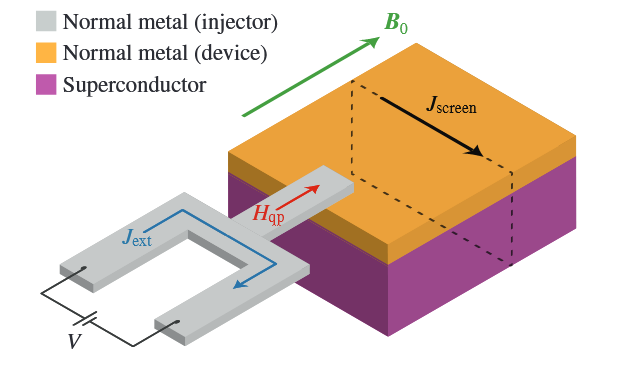 Normal metal (injector)
Normal metal (device)
Superconductor
B0
Jscreen
Hqp
Jext
V